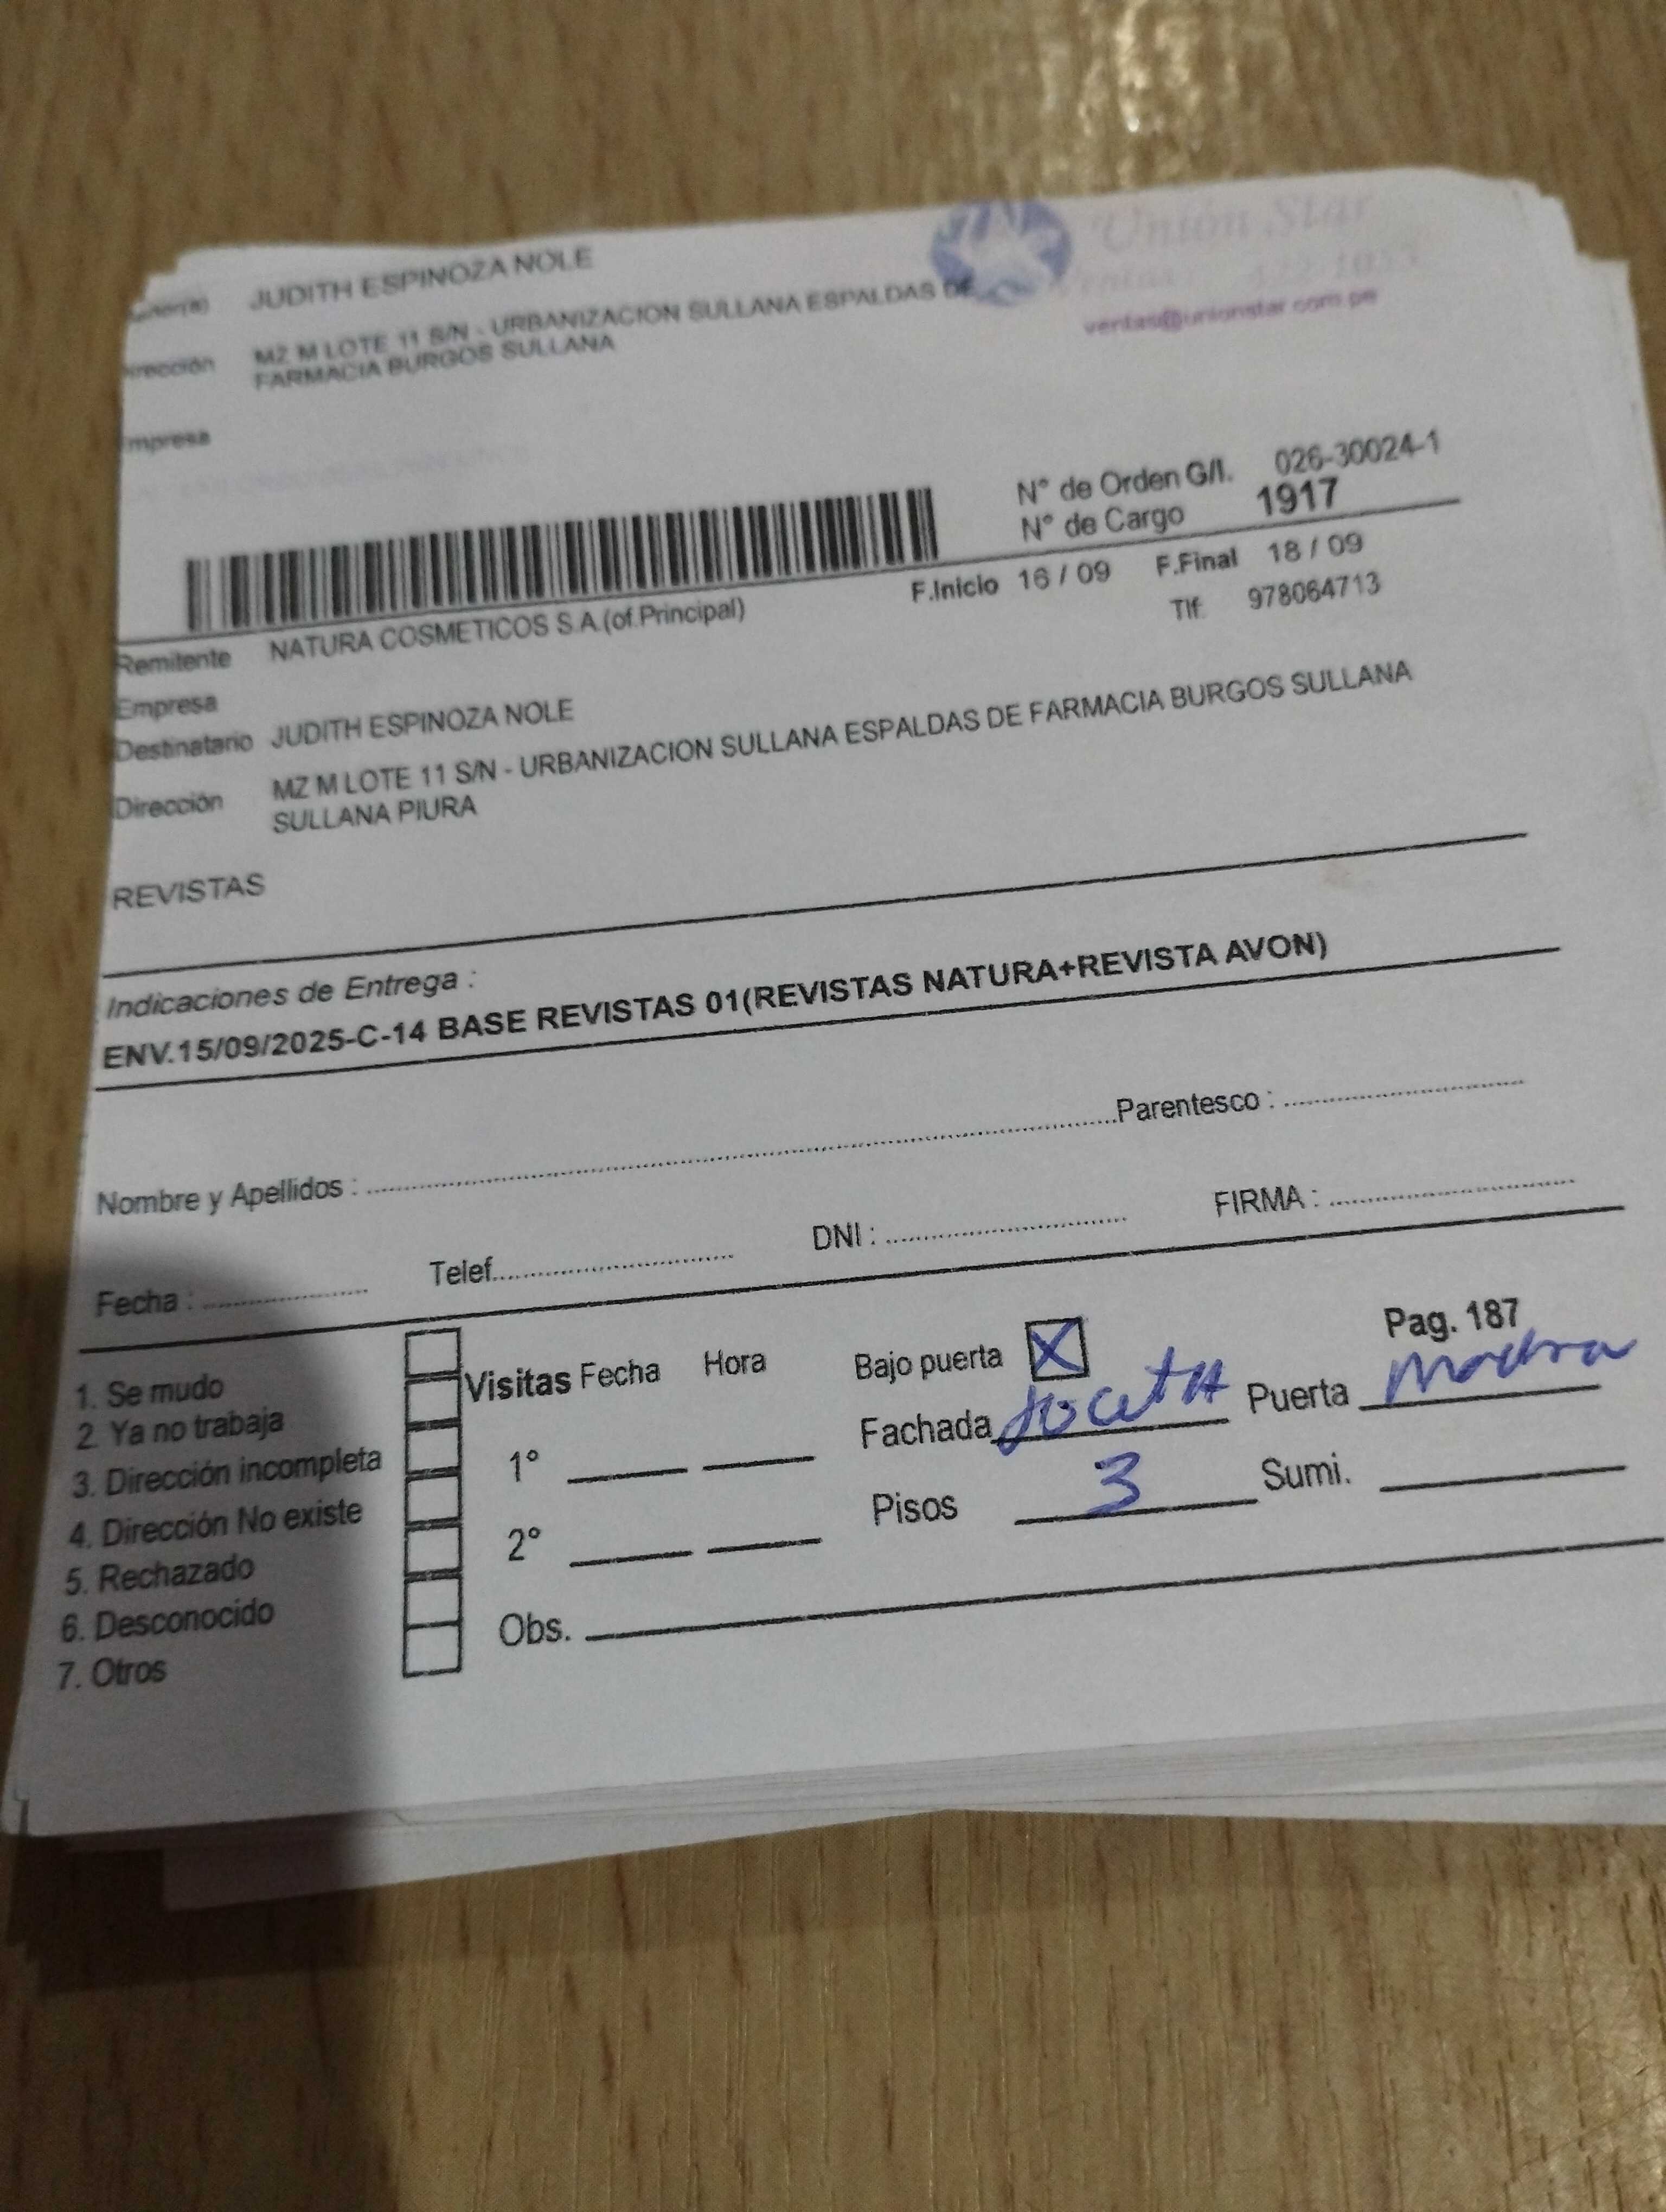 JUDITH ESPINOZA NOLE
MZ M LOTE 11 S/N - URBANIZACION SULLANA ESPALDAS DE
FARMACIA BURGOS SULLANA
Unión Star
ventas@unionstar.com.pe
N° de Orden G/I. 026-30024-1
N° de Cargo 1917
F.Inicio 16 / 09 F.Final 18 / 09
Tlf. 978064713
Remitente NATURA COSMETICOS S.A.(of.Principal)
Empresa
Destinatario JUDITH ESPINOZA NOLE
Dirección MZ M LOTE 11 S/N - URBANIZACION SULLANA ESPALDAS DE FARMACIA BURGOS SULLANA
SULLANA PIURA
REVISTAS
Indicaciones de Entrega :
ENV.15/09/2025-C-14 BASE REVISTAS 01(REVISTAS NATURA+REVISTA AVON)
Nombre y Apellidos : Parentesco :
Fecha : Telef. DNI : FIRMA :
Pag. 187
1. Se mudo
2. Ya no trabaja
3. Dirección incompleta
4. Dirección No existe
5. Rechazado
6. Desconocido
7. Otros
Visitas Fecha Hora
1°
2°
Obs.
Bajo puerta X
Fachada Puerta
Pisos 3 Sumi.